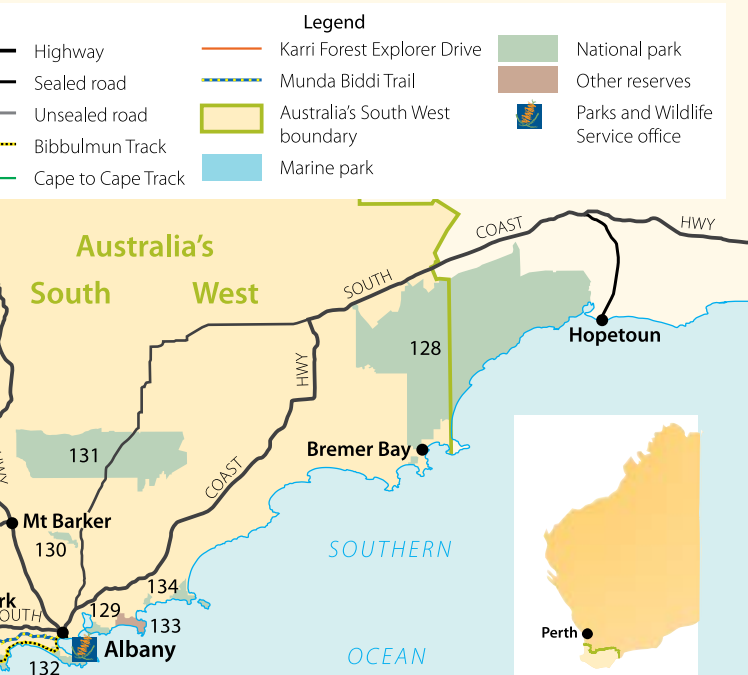 Legend
Highway
Sealed road
Unsealed road
Bibbulmun Track
Cape to Cape Track
Karri Forest Explorer Drive
Munda Biddi Trail
Australia's South West
boundary
Marine park
National park
Other reserves
Parks and Wildlife
Service office
Australia's
South West
SOUTH COAST HWY
Hopetoun
128
HWY
COAST
Bremer Bay
131
HWY
Mt Barker
130
134
rk
OUTH
129
133
Albany
132
SOUTHERN
OCEAN
Perth